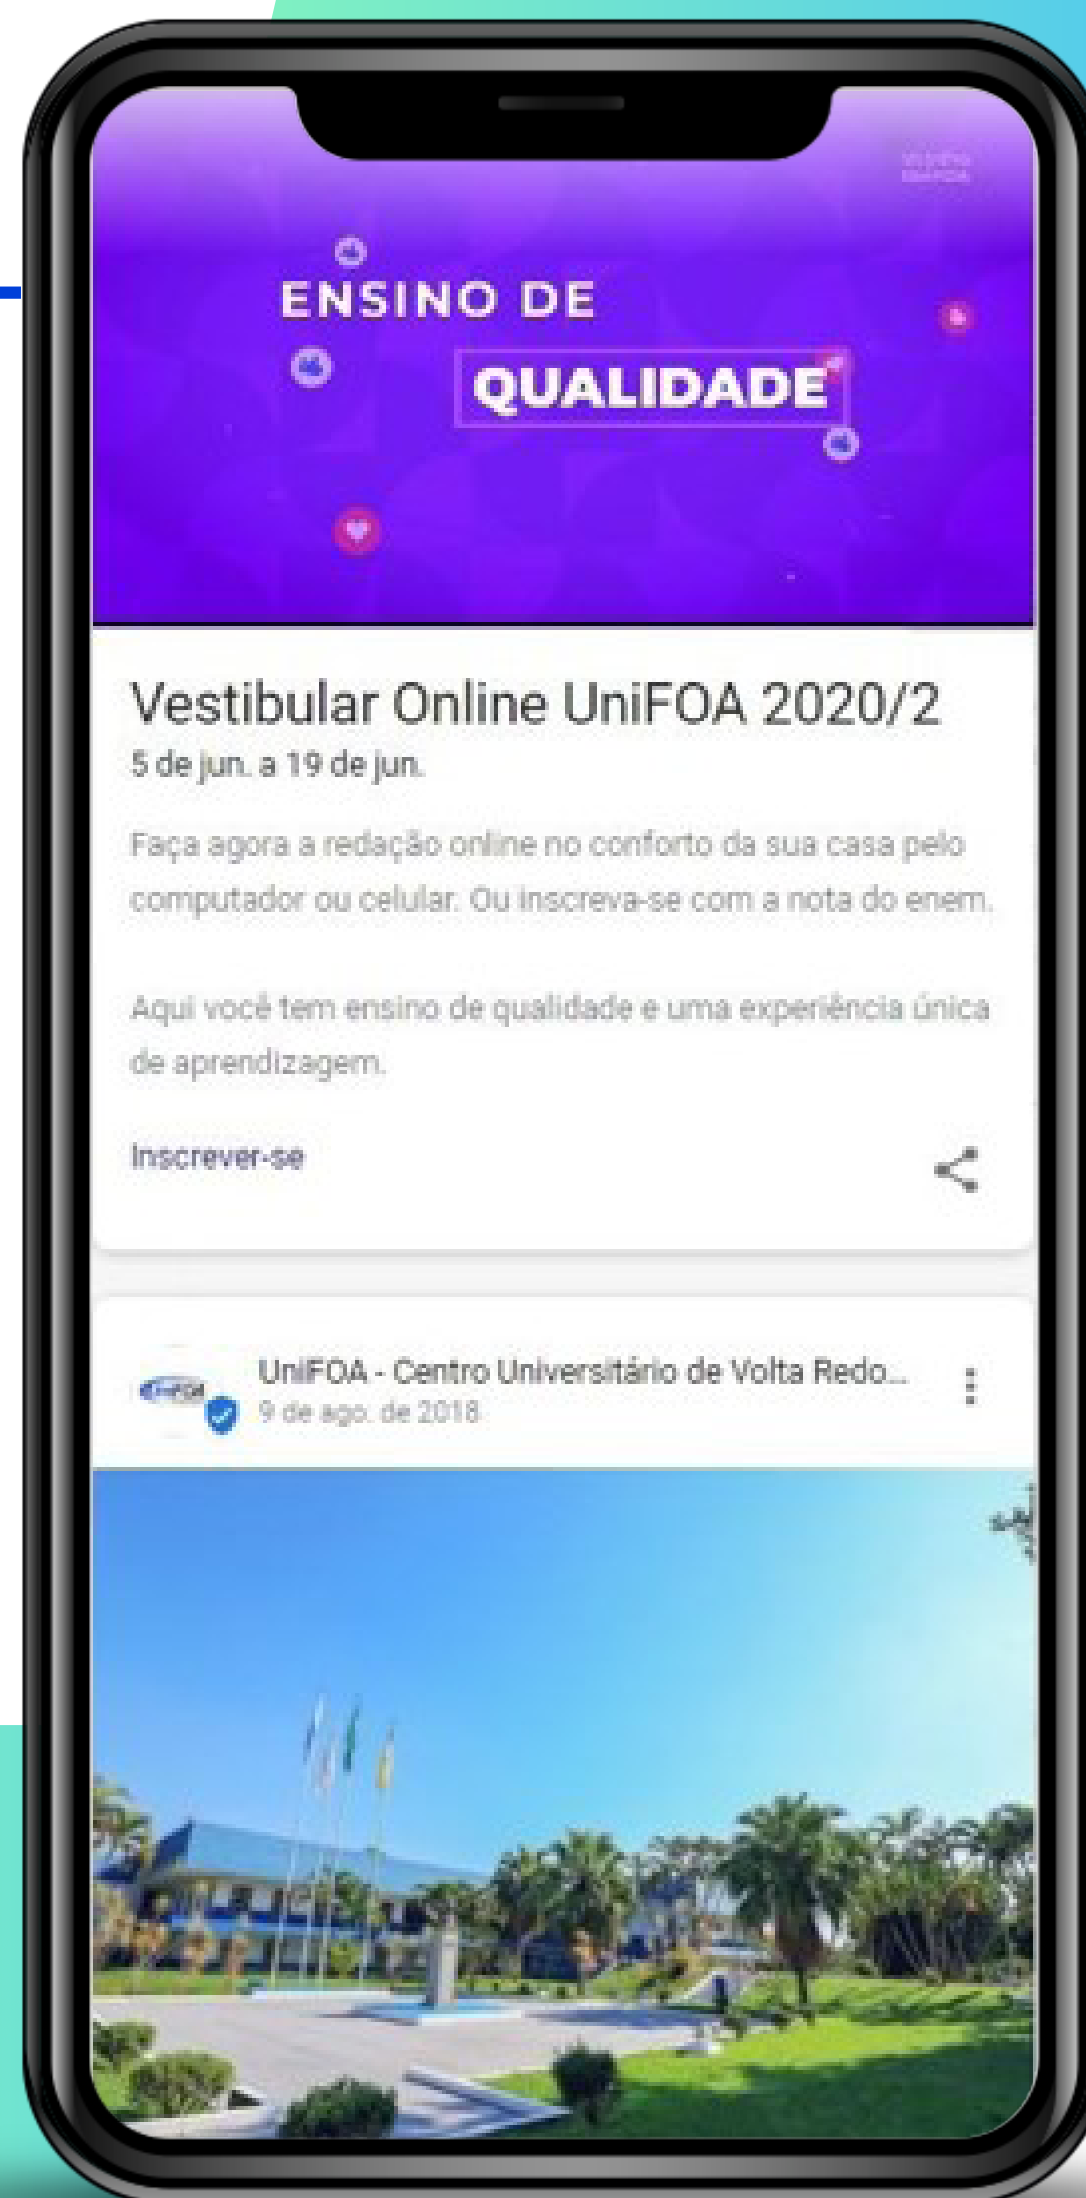 ENSINO DE
QUALIDADE
Vestibular Online UniFOA 2020/2
5 de jun. a 19 de jun.
Faça agora a redação online no conforto da sua casa pelo
computador ou celular. Ou inscreva-se com a nota do enem.
Aqui você tem ensino de qualidade e uma experiência única
de aprendizagem.
Inscrever-se
UniFOA
UniFOA - Centro Universitário de Volta Redo...
9 de ago. de 2018